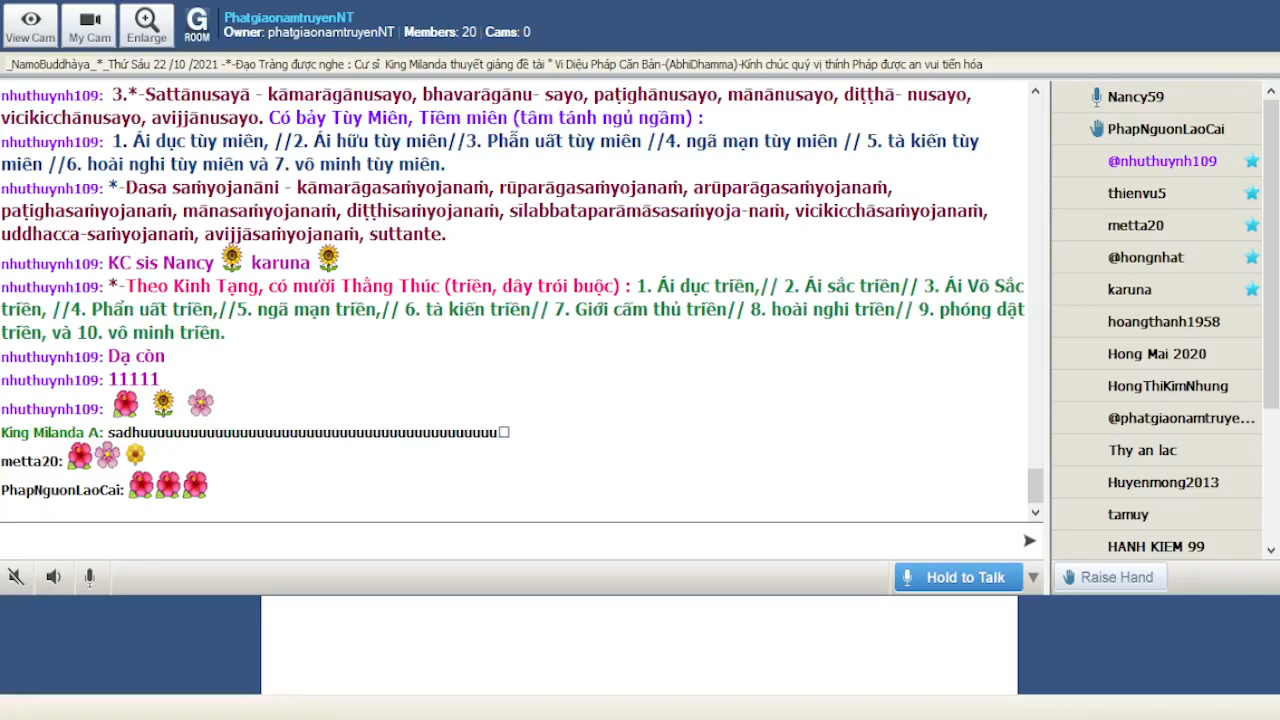 PhatgiaonamtruyenNT
Owner: phatgiaonamtruyenNT | Members: 20 | Cams: 0
View Cam
My Cam
Enlarge
G
ROOM
_NamoBuddhàya_*_Thứ Sáu 22 /10 /2021 -*-Đạo Tràng được nghe : Cư sĩ  King Milanda thuyết giảng đề tài " Vi Diệu Pháp Căn Bản-(AbhiDhamma)-Kính chúc quý vị thính Pháp được an vui tiến hóa
nhuthuynh109: 3.*-Sattānusayā - kāmarāgānusayo, bhavarāgānu- sayo, paṭighānusayo, mānānusayo, diṭṭhā- nusayo,
vicikicchānusayo, avijjānusayo. Có bảy Tùy Miên, Tiềm miên (tâm tánh ngủ ngầm) :
nhuthuynh109: 1. Ái dục tùy miên, //2. Ái hữu tùy miên//3. Phẫn uất tùy miên //4. ngã mạn tùy miên // 5. tà kiến tùy
miên //6. hoài nghi tùy miên và 7. vô minh tùy miên.
nhuthuynh109: *-Dasa saṁyojanāni - kāmarāgasaṁyojanaṁ, rūparāgasaṁyojanaṁ, arūparāgasaṁyojanaṁ,
paṭighasaṁyojanaṁ, mānasaṁyojanaṁ, diṭṭhisaṁyojanaṁ, sīlabbataparāmāsasaṁyoja-naṁ, vicikicchāsaṁyojanaṁ,
uddhacca-saṁyojanaṁ, avijjāsaṁyojanaṁ, suttante.
nhuthuynh109: KC sis Nancy karuna
nhuthuynh109: *-Theo Kinh Tạng, có mười Thằng Thúc (triền, dây trói buộc) : 1. Ái dục triền,// 2. Ái sắc triền// 3. Ái Vô Sắc
triền, //4. Phẩn uất triền,//5. ngã mạn triền,// 6. tà kiến triền// 7. Giới cấm thủ triền// 8. hoài nghi triền// 9. phóng dật
triền, và 10. vô minh triền.
nhuthuynh109: Dạ còn
nhuthuynh109: 11111
nhuthuynh109:
King Milanda A: sadhuuuuuuuuuuuuuuuuuuuuuuuuuuuuuuuuuuuuuuuuuuu□
metta20:
PhapNguonLaoCai:
Hold to Talk
Nancy59
PhapNguonLaoCai
@nhuthuynh109
thienvu5
metta20
@hongnhat
karuna
hoangthanh1958
Hong Mai 2020
HongThiKimNhung
@phatgiaonamtruye...
Thy an lac
Huyenmong2013
tamuy
HANH KIEM 99
Raise Hand